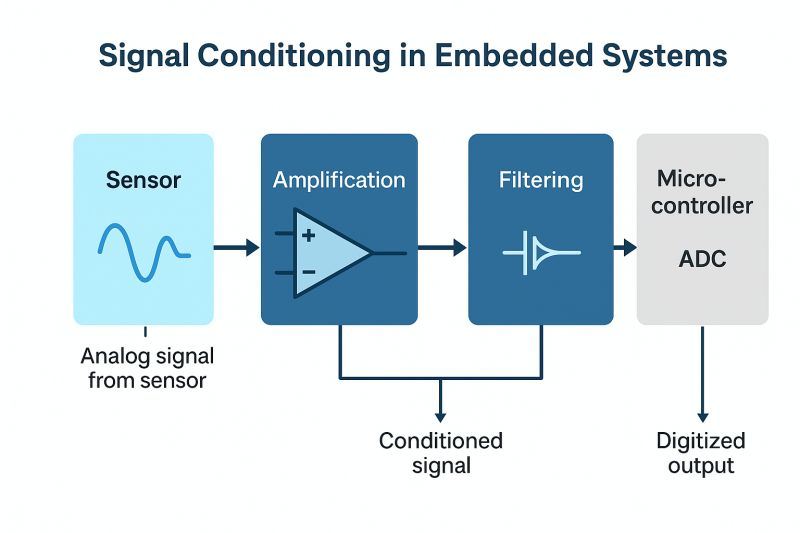 Signal Conditioning in Embedded Systems
Sensor
Amplification
+
−
Filtering
Micro-
controller
ADC
Analog signal
from sensor
Conditioned
signal
Digitized
output